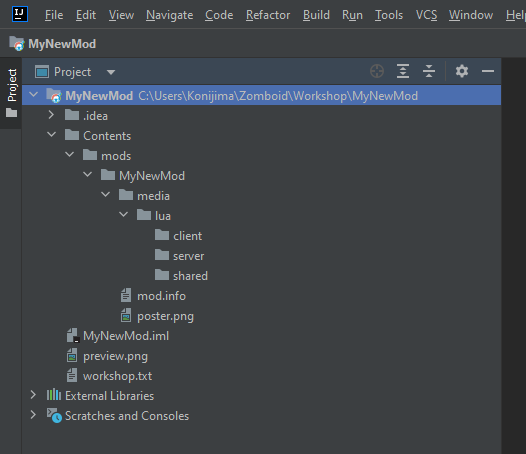 IJ File Edit View Navigate Code Refactor Build Run Tools VCS Window Hel
MyNewMod
Project
Project
MyNewMod C:\Users\Konijima\Zomboid\Workshop\MyNewMod
.idea
Contents
mods
MyNewMod
media
lua
client
server
shared
mod.info
poster.png
MyNewMod.iml
preview.png
workshop.txt
External Libraries
Scratches and Consoles